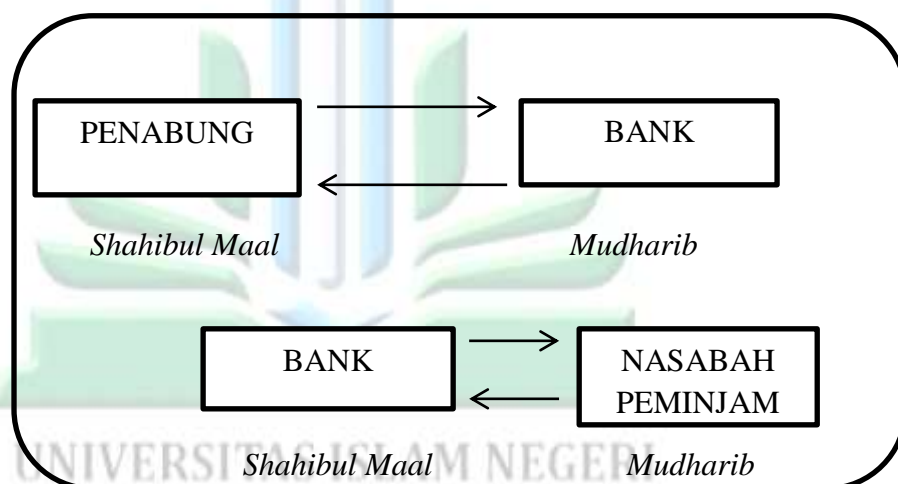 PENABUNG
BANK
Shahibul Maal
Mudharib
BANK
NASABAH
PEMINJAM
UNIVERSITAS ISLAM NEGERI
Shahibul Maal
Mudharib